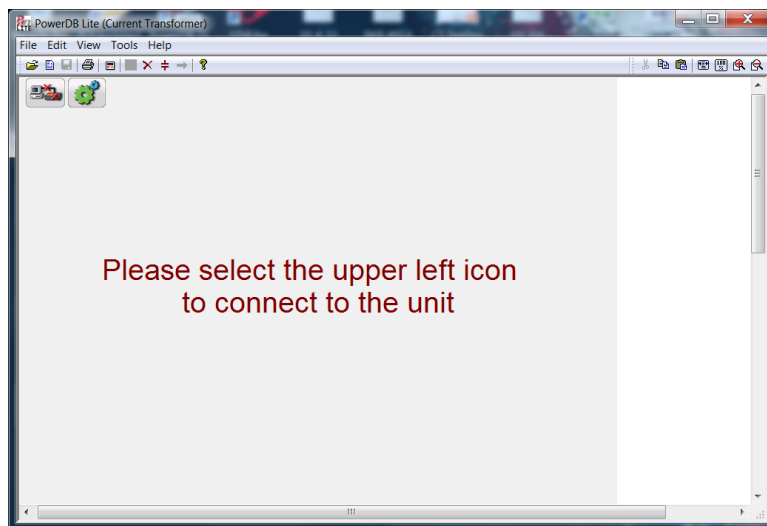 PowerDB Lite (Current Transformer)
File Edit View Tools Help
Please select the upper left icon
to connect to the unit